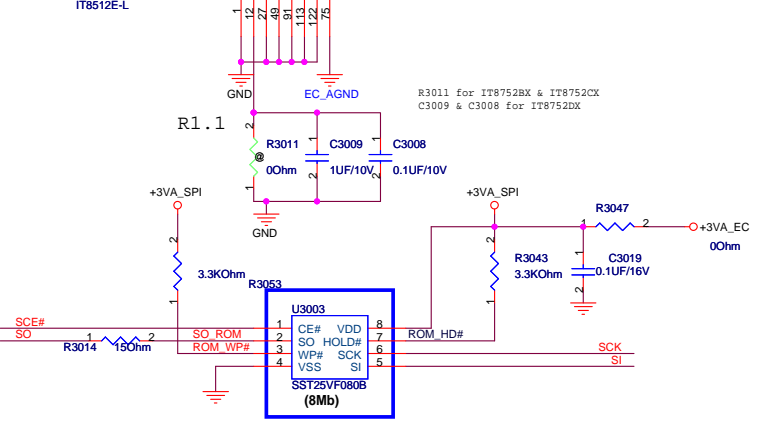 IT8512E-L
1
12
27
49
91
113
122
75
GND
EC_AGND
R3011 for IT8752BX & IT8752CX
C3009 & C3008 for IT8752DX
R1.1
2
R3011
@
0Ohm
1
1
C3009
1UF/10V
2
1
C3008
0.1UF/10V
2
GND
+3VA_SPI
2
3.3KOhm
1
R3053
+3VA_SPI
2
R3043
3.3KOhm
1
R3047
1
2
+3VA_EC
0Ohm
1
C3019
0.1UF/16V
2
U3003
SCE#
1
CE#
VDD
8
SO
R3014
1
15Ohm
2
SO_ROM
2
SO
HOLD#
7
ROM_HD#
ROM_WP#
3
WP#
SCK
6
SCK
4
VSS
SI
5
SI
SST25VF080B
(8Mb)